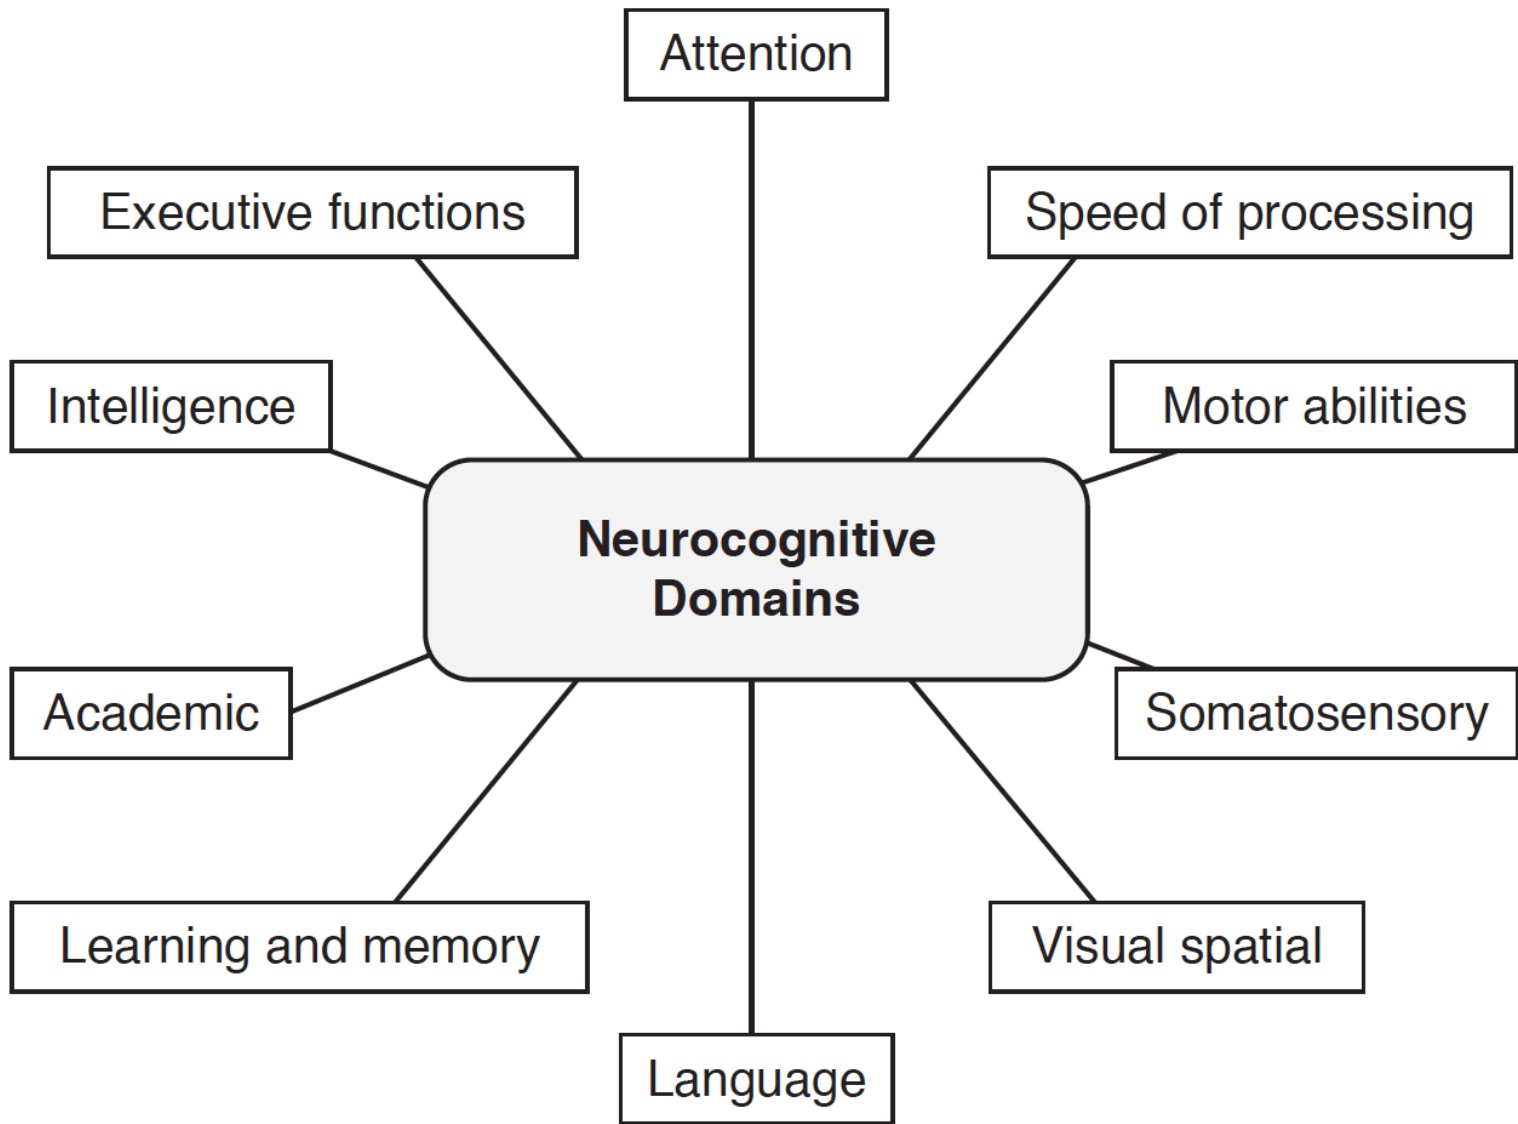 Attention
Executive functions
Speed of processing
Intelligence
Motor abilities
Neurocognitive
Domains
Academic
Somatosensory
Learning and memory
Visual spatial
Language